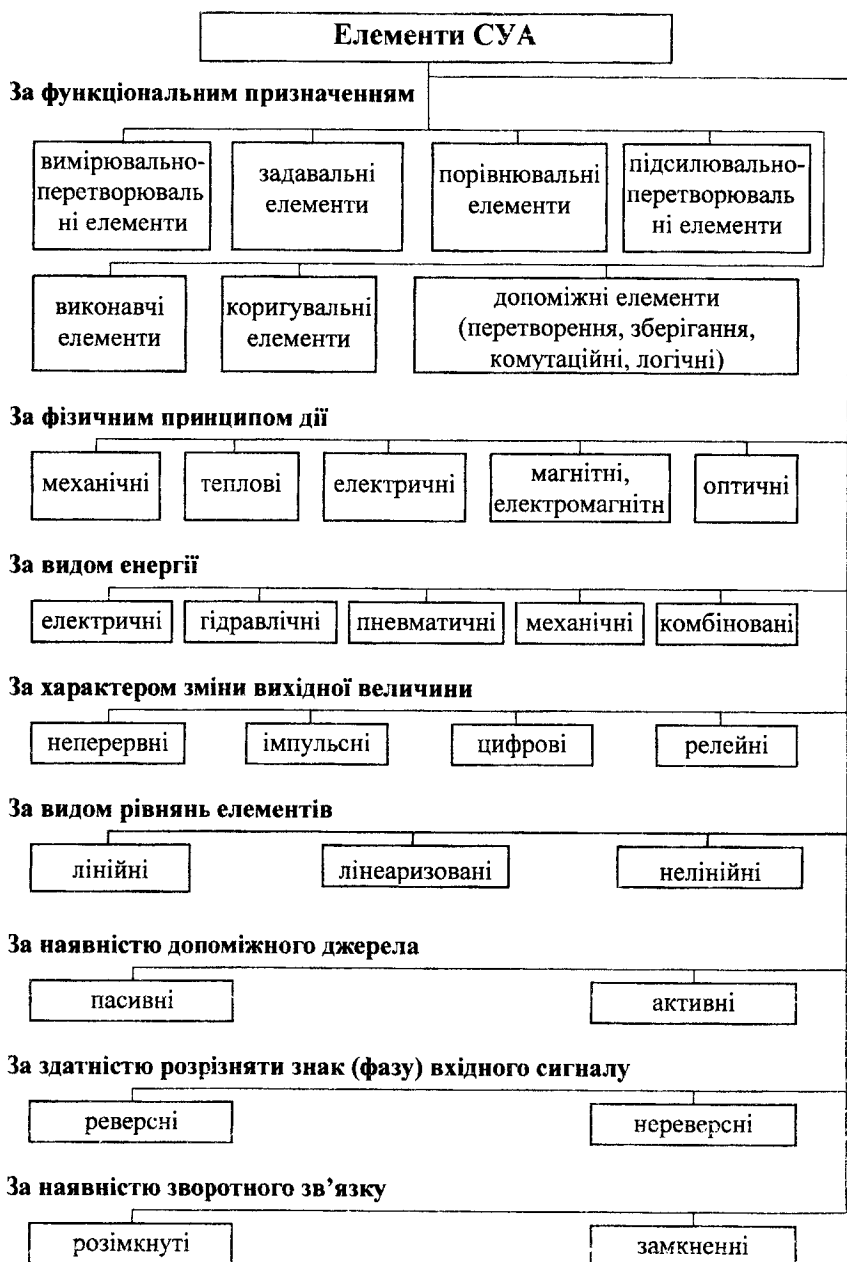 Елементи СУА
За функціональним призначенням
вимірювально-
перетворюваль
ні елементи
задавальні
елементи
порівнювальні
елементи
підсилювально-
перетворюваль
ні елементи
виконавчі
елементи
коригувальні
елементи
допоміжні елементи
(перетворення, зберігання,
комутаційні, логічні)
За фізичним принципом дії
механічні
теплові
електричні
магнітні,
електромагнітн
оптичні
За видом енергії
електричні
гідравлічні
пневматичні
механічні
комбіновані
За характером зміни вихідної величини
неперервні
імпульсні
цифрові
релейні
За видом рівнянь елементів
лінійні
лінеаризовані
нелінійні
За наявністю допоміжного джерела
пасивні
активні
За здатністю розрізняти знак (фазу) вхідного сигналу
реверсні
нереверсні
За наявністю зворотного зв’язку
розімкнуті
замкненні